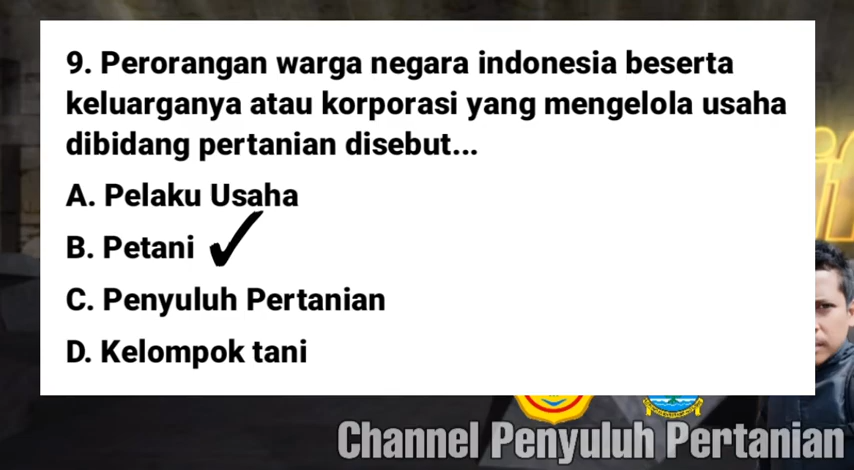 9. Perorangan warga negara indonesia beserta
keluarganya atau korporasi yang mengelola usaha
dibidang pertanian disebut...
A. Pelaku Usaha
B. Petani
C. Penyuluh Pertanian
D. Kelompok tani
Channel Penyuluh Pertanian